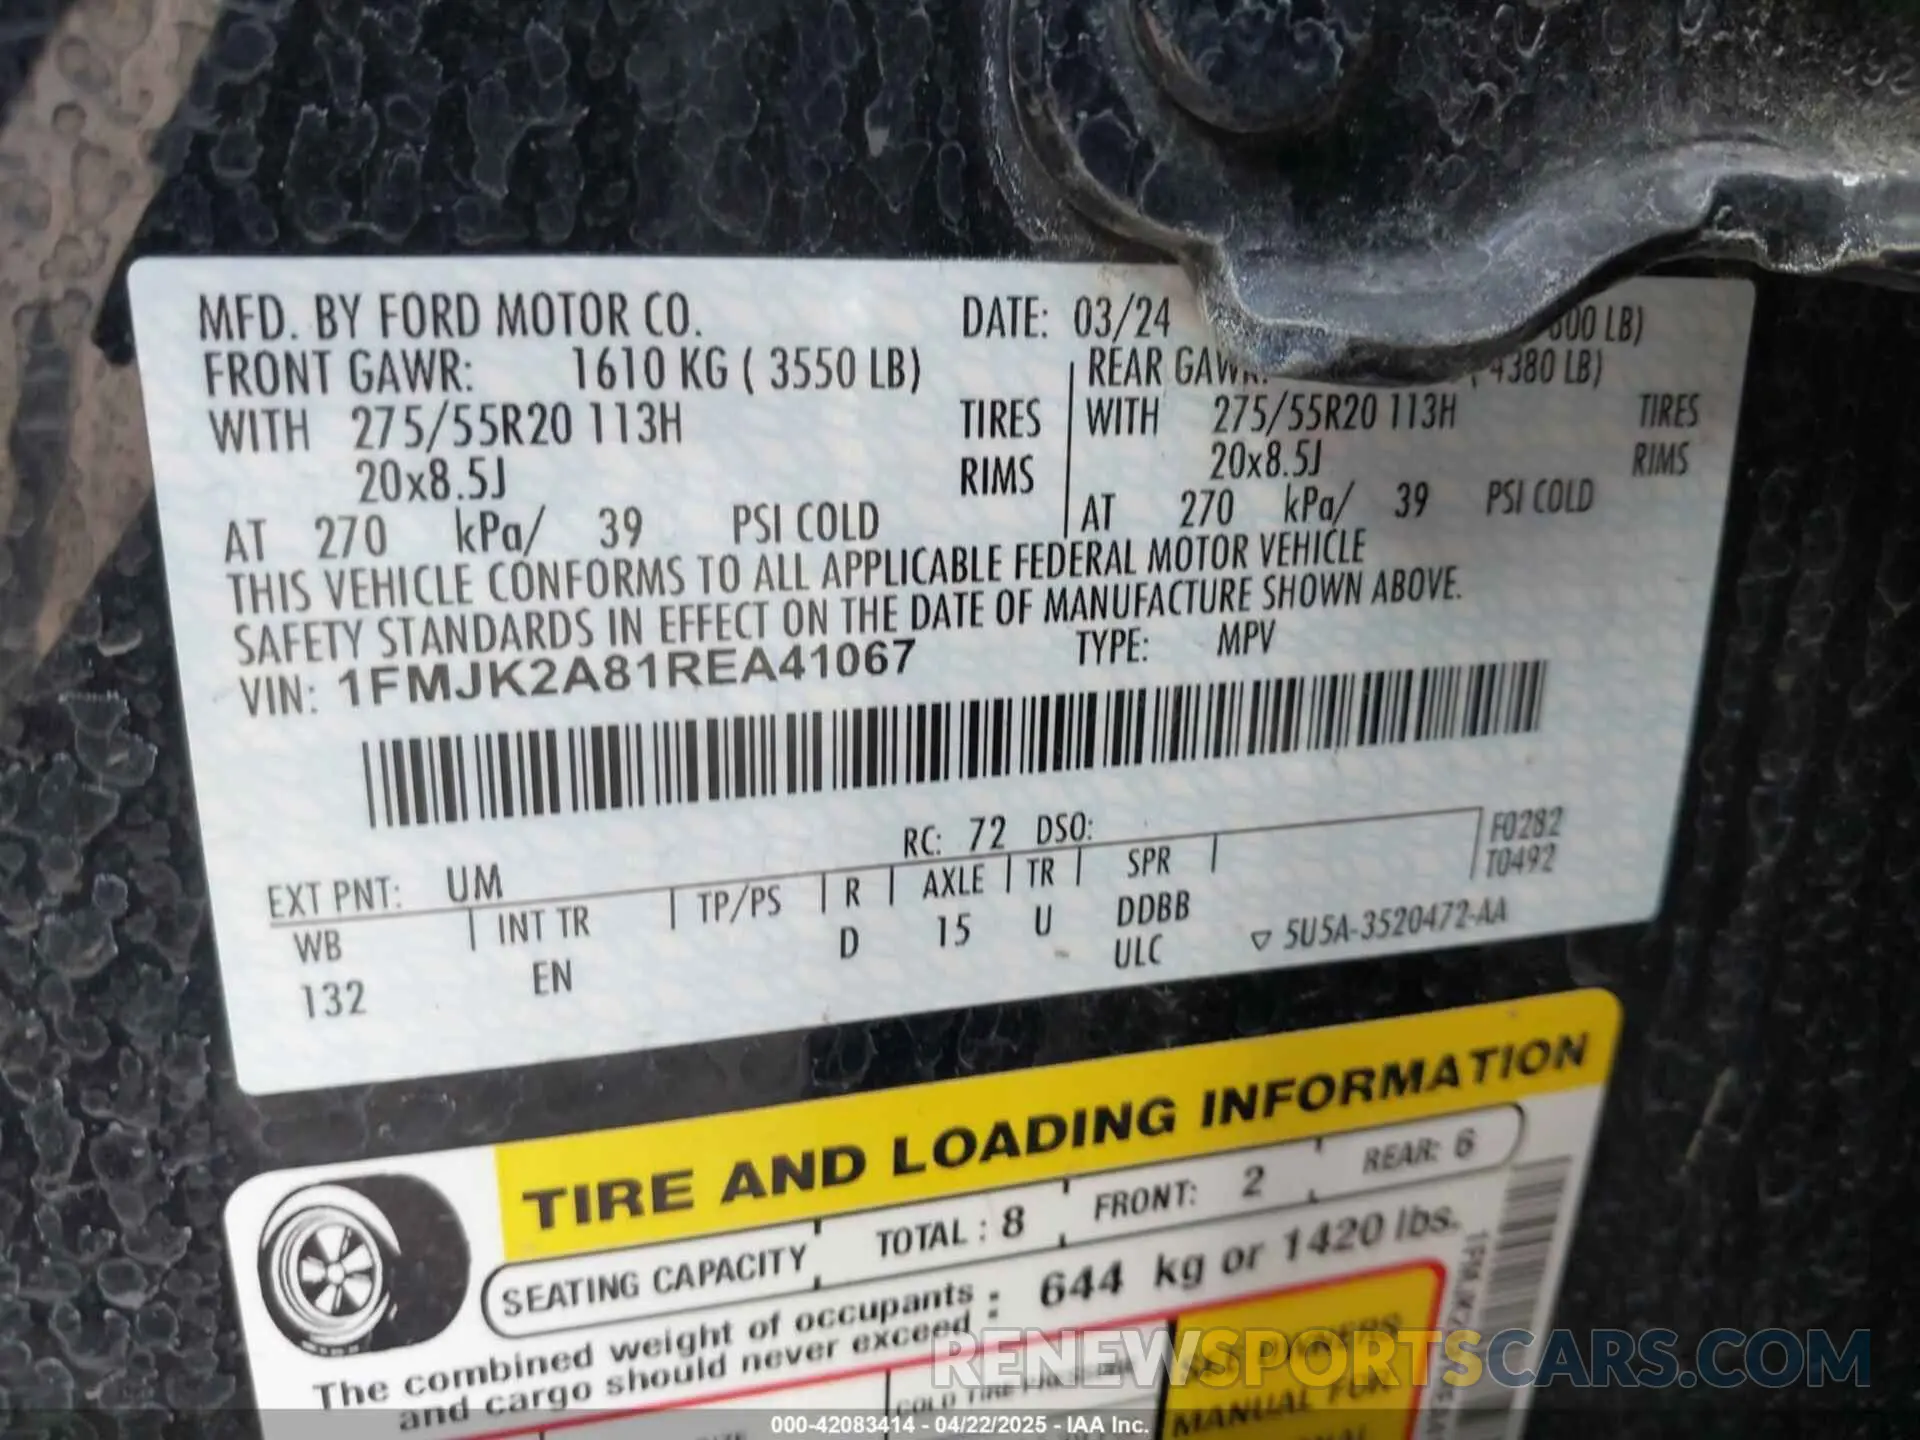 MFD. BY FORD MOTOR CO. DATE: 03/24 LB)
FRONT GAWR: 1610 KG ( 3550 LB) REAR 4380 LB)
WITH 275/55R20 113H TIRES WITH 275/55R20 113H TIRES
20x8.5J RIMS 20x8.5J RIMS
AT 270 kPa/ 39 PSI COLD AT 270 kPa/ 39 PSI COLD
THIS VEHICLE CONFORMS TO ALL APPLICABLE FEDERAL MOTOR VEHICLE
SAFETY STANDARDS IN EFFECT ON THE DATE OF MANUFACTURE SHOWN ABOVE.
VIN: 1FMJK2A81REA41067 TYPE: MPV
RC: 72 DSO: F0282
EXT PNT: UM T0492
WB INT TR TP/PS R AXLE TR SPR
132 EN D 15 U DDBB
ULC ▽ 5U5A-3520472-AA
TIRE AND LOADING INFORMATION
SEATING CAPACITY TOTAL : 8 FRONT: 2 REAR: 6
The combined weight of occupants : 644 kg or 1420 lbs.
and cargo should never exceed
COLD TIRE
MANUAL FOR
RENEWSPORTSCARS.COM
000-42083414 - 04/22/2025 - IAA Inc.